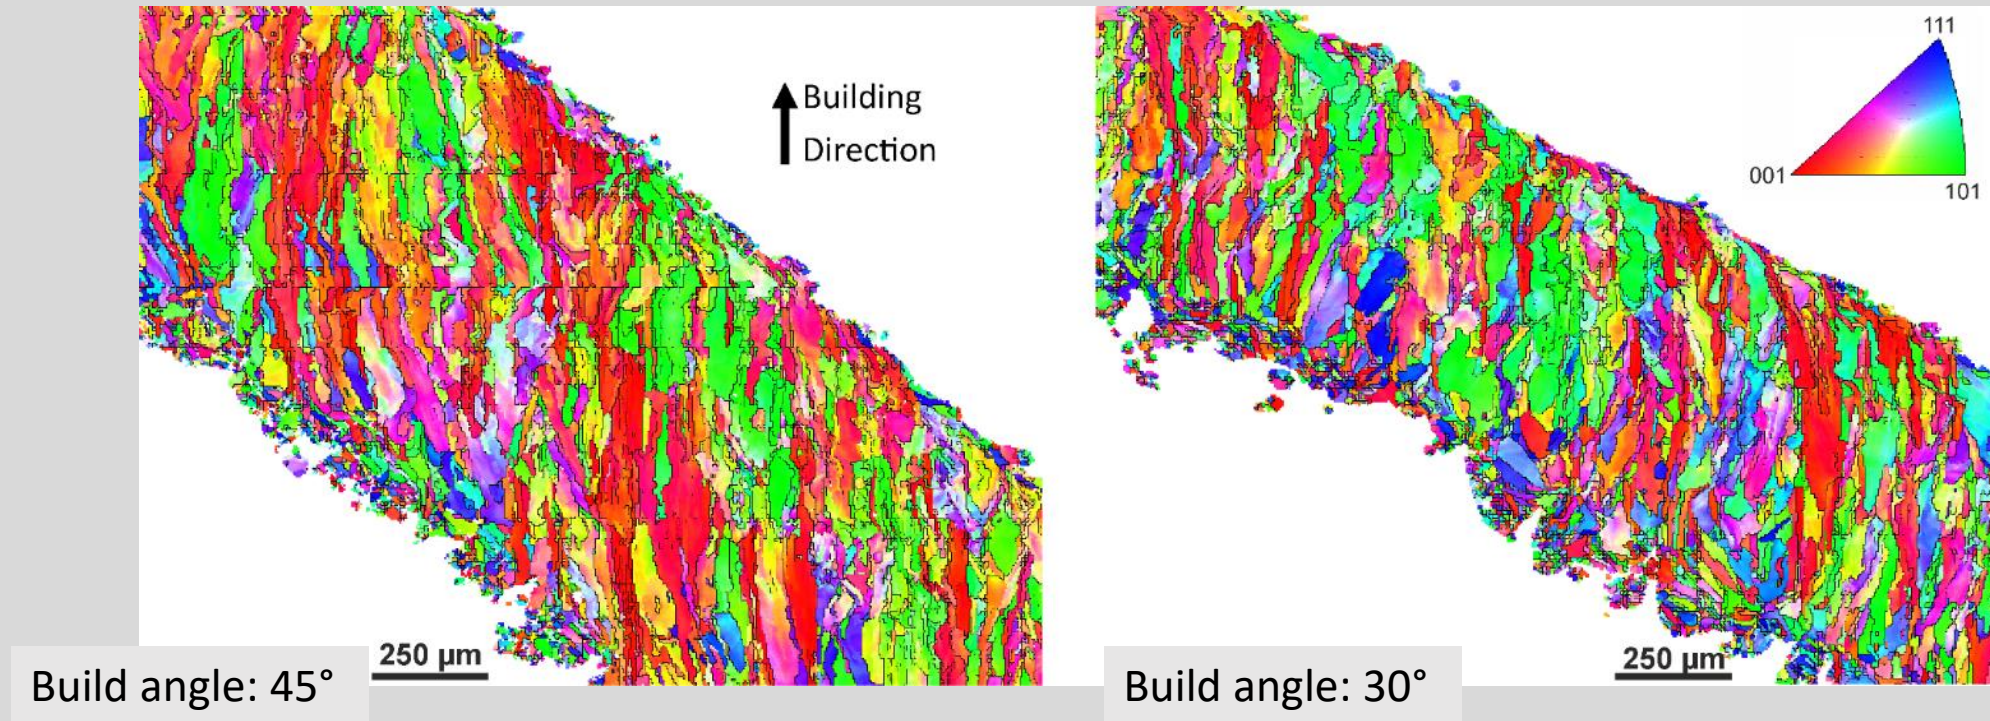 Building
Direction
250 µm
Build angle: 45°
111
001
101
250 µm
Build angle: 30°